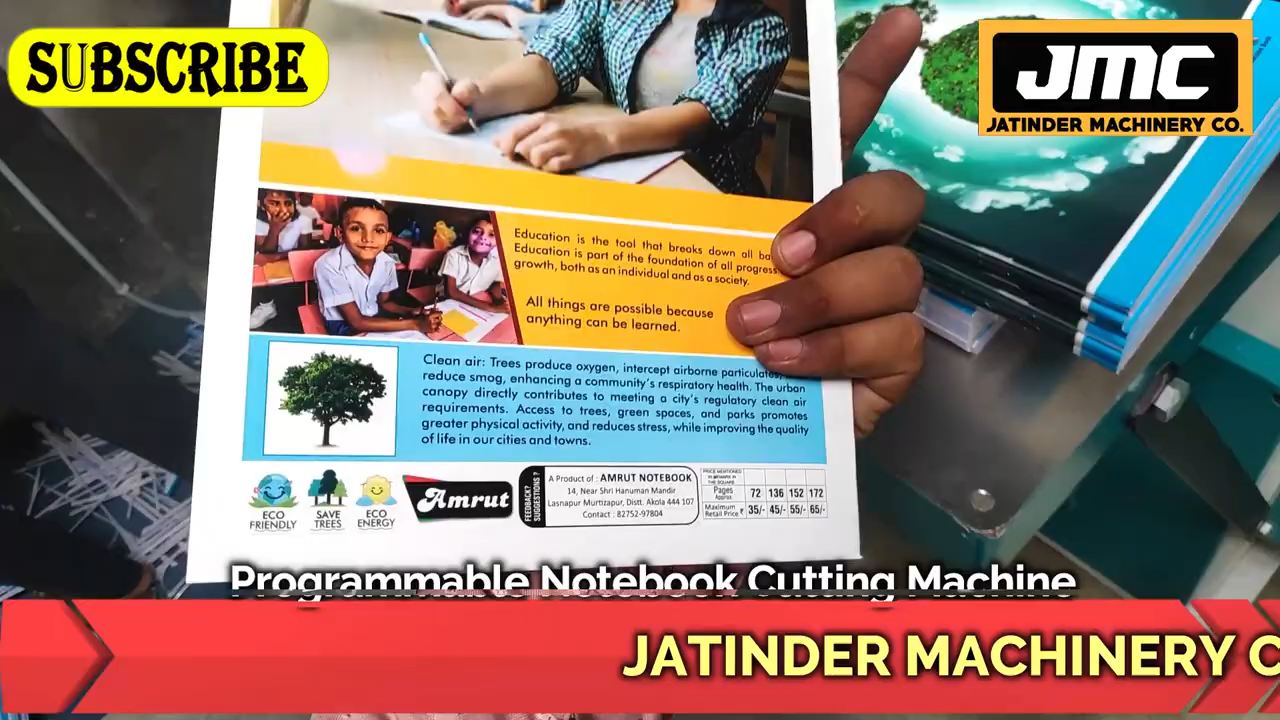 SUBSCRIBE
JMC
JATINDER MACHINERY CO.
Education is the tool that breaks down all
Education is part of the foundation of all progress
growth, both as an individual and as a society.
All things are possible because
anything can be learned.
Clean air: Trees produce oxygen, intercept airborne particulates,
reduce smog, enhancing a community's respiratory health. The urban
canopy directly contributes to meeting a city's regulatory clean air
requirements. Access to trees, green spaces, and parks promotes
greater physical activity, and reduces stress, while improving the quality
of life in our cities and towns.
ECO
FRIENDLY
SAVE
TREES
ECO
ENERGY
Amrut
FEEDBACK?
SUGGESTIONS?
A Product of : AMRUT NOTEBOOK
14, Near Shri Hanuman Mandir
Lasnapur Murtizapur, Distt. Akola 444 107
Contact : 82752-97804
PRICE MENTIONED
THE SQUARE
Pages Approx. 72 136 152 172
Maximum Retail Price ₹ 35/- 45/- 55/- 65/-
Programmable Notebook Cutting Machine
JATINDER MACHINERY C